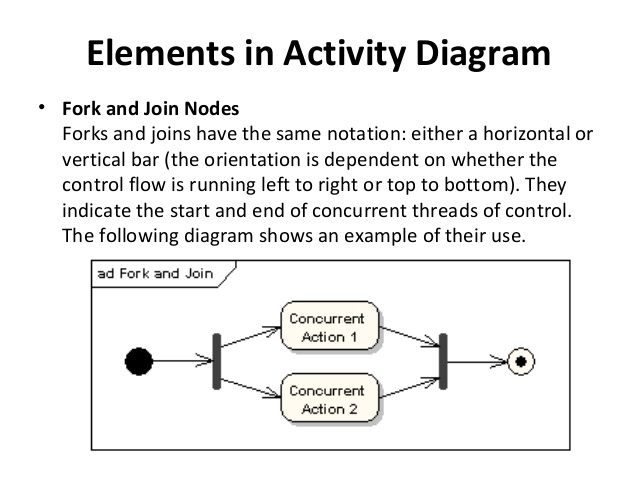 Elements in Activity Diagram
• Fork and Join Nodes
Forks and joins have the same notation: either a horizontal or
vertical bar (the orientation is dependent on whether the
control flow is running left to right or top to bottom). They
indicate the start and end of concurrent threads of control.
The following diagram shows an example of their use.
ad Fork and Join
Concurrent
Action 1
Concurrent
Action 2